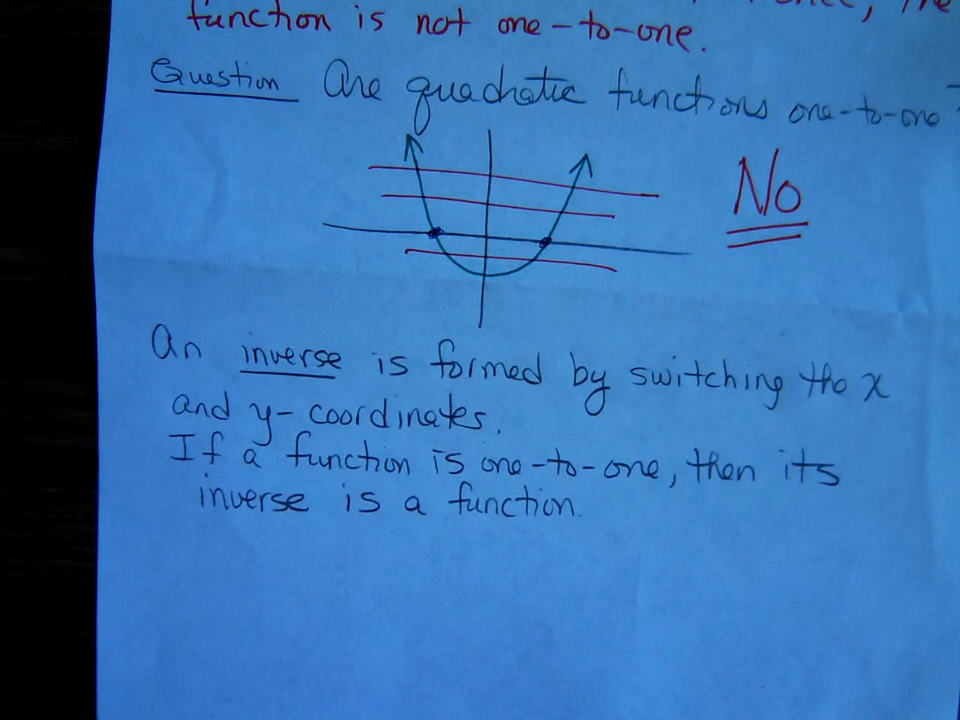 function is not one-to-one.
Question Are quadratic functions one-to-one?
No
An inverse is formed by switching the x
and y-coordinates.
If a function is one-to-one, then its
inverse is a function.